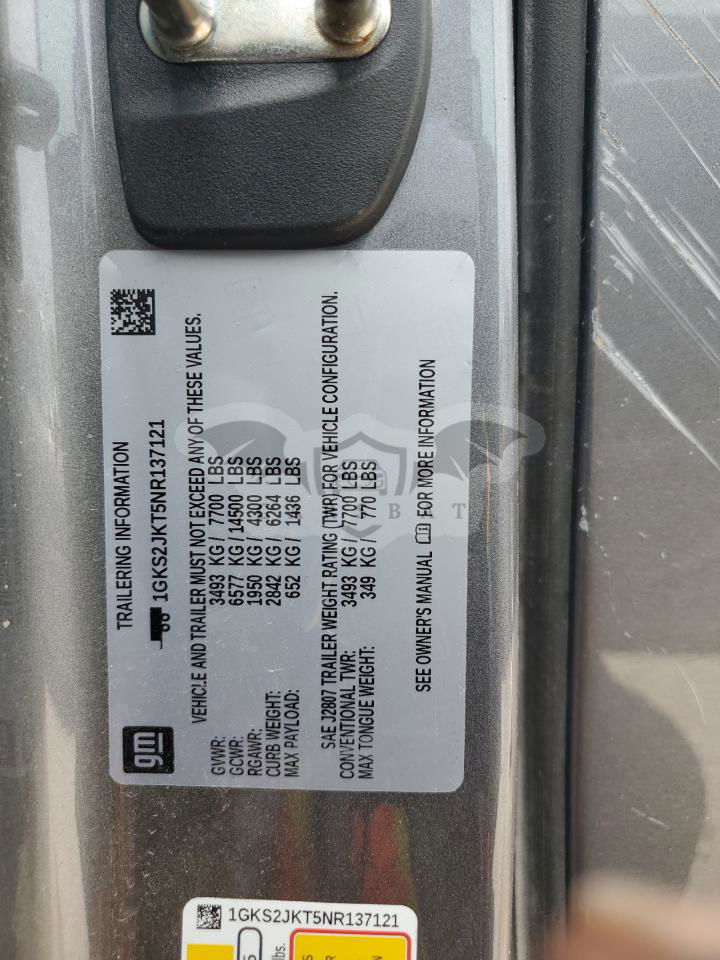 TRAILERING INFORMATION
1GKS2JKT5NR137121
gm
VEHICLE AND TRAILER MUST NOT EXCEED ANY OF THESE VALUES.
GVWR: 3493 KG / 7700 LBS
GCWR: 6577 KG / 14500 LBS
RGAWR: 1950 KG / 4300 LBS
CURB WEIGHT: 2842 KG / 6264 LBS
MAX PAYLOAD: 652 KG / 1436 LBS
SAE J2807 TRAILER WEIGHT RATING (TWR) FOR VEHICLE CONFIGURATION.
CONVENTIONAL TWR: 3493 KG / 7700 LBS
MAX TONGUE WEIGHT: 349 KG / 770 LBS
SEE OWNER'S MANUAL FOR MORE INFORMATION
1GKS2JKT5NR137121
lbs.